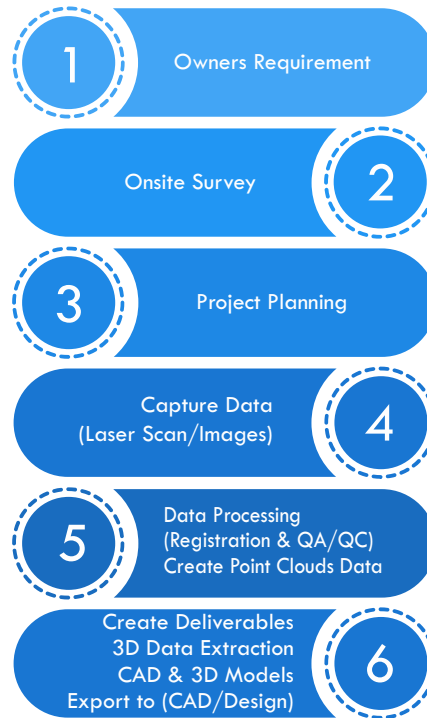 1
Owners Requirement
Onsite Survey
2
3
Project Planning
Capture Data
(Laser Scan/Images)
4
5
Data Processing
(Registration & QA/QC)
Create Point Clouds Data
Create Deliverables
3D Data Extraction
CAD & 3D Models
Export to (CAD/Design)
6